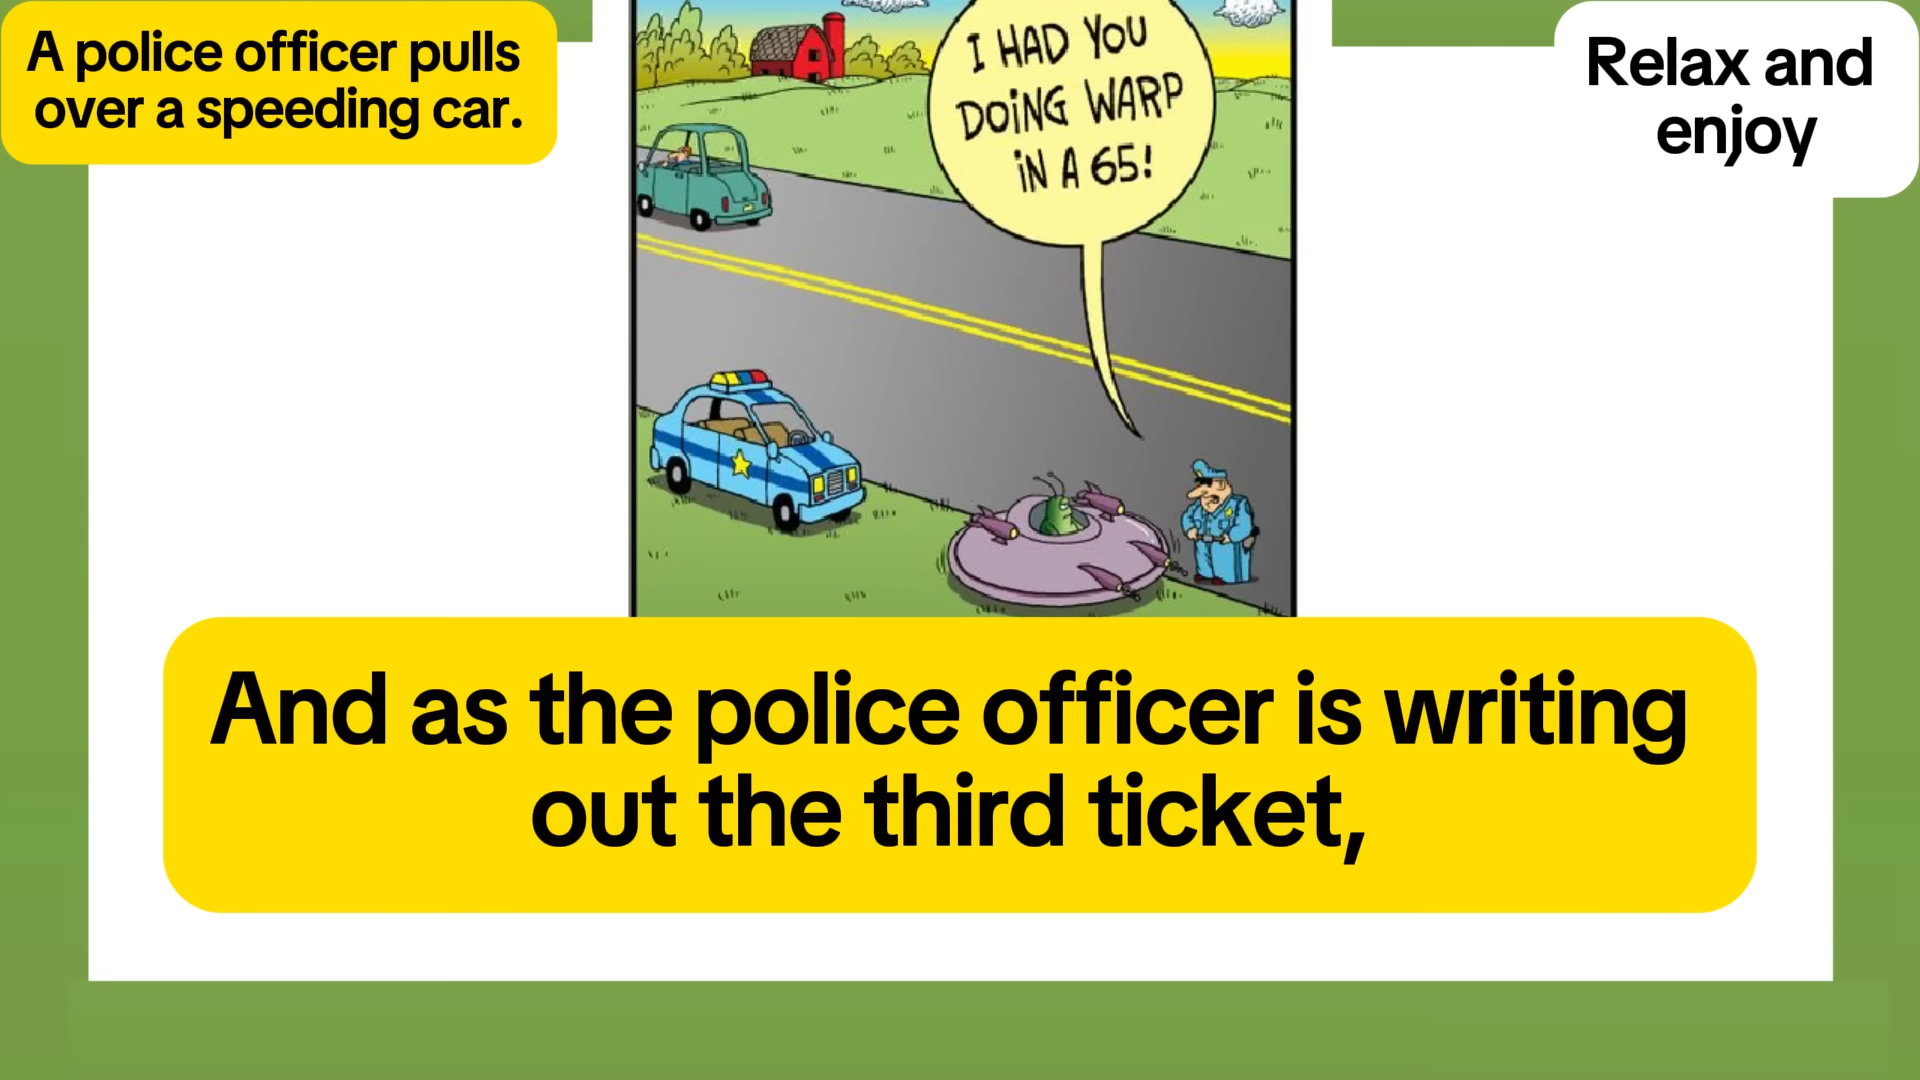 A police officer pulls
over a speeding car.
Relax and
enjoy
I HAD YOU
DOiNG WARP
iN A 65!
And as the police officer is writing
out the third ticket,